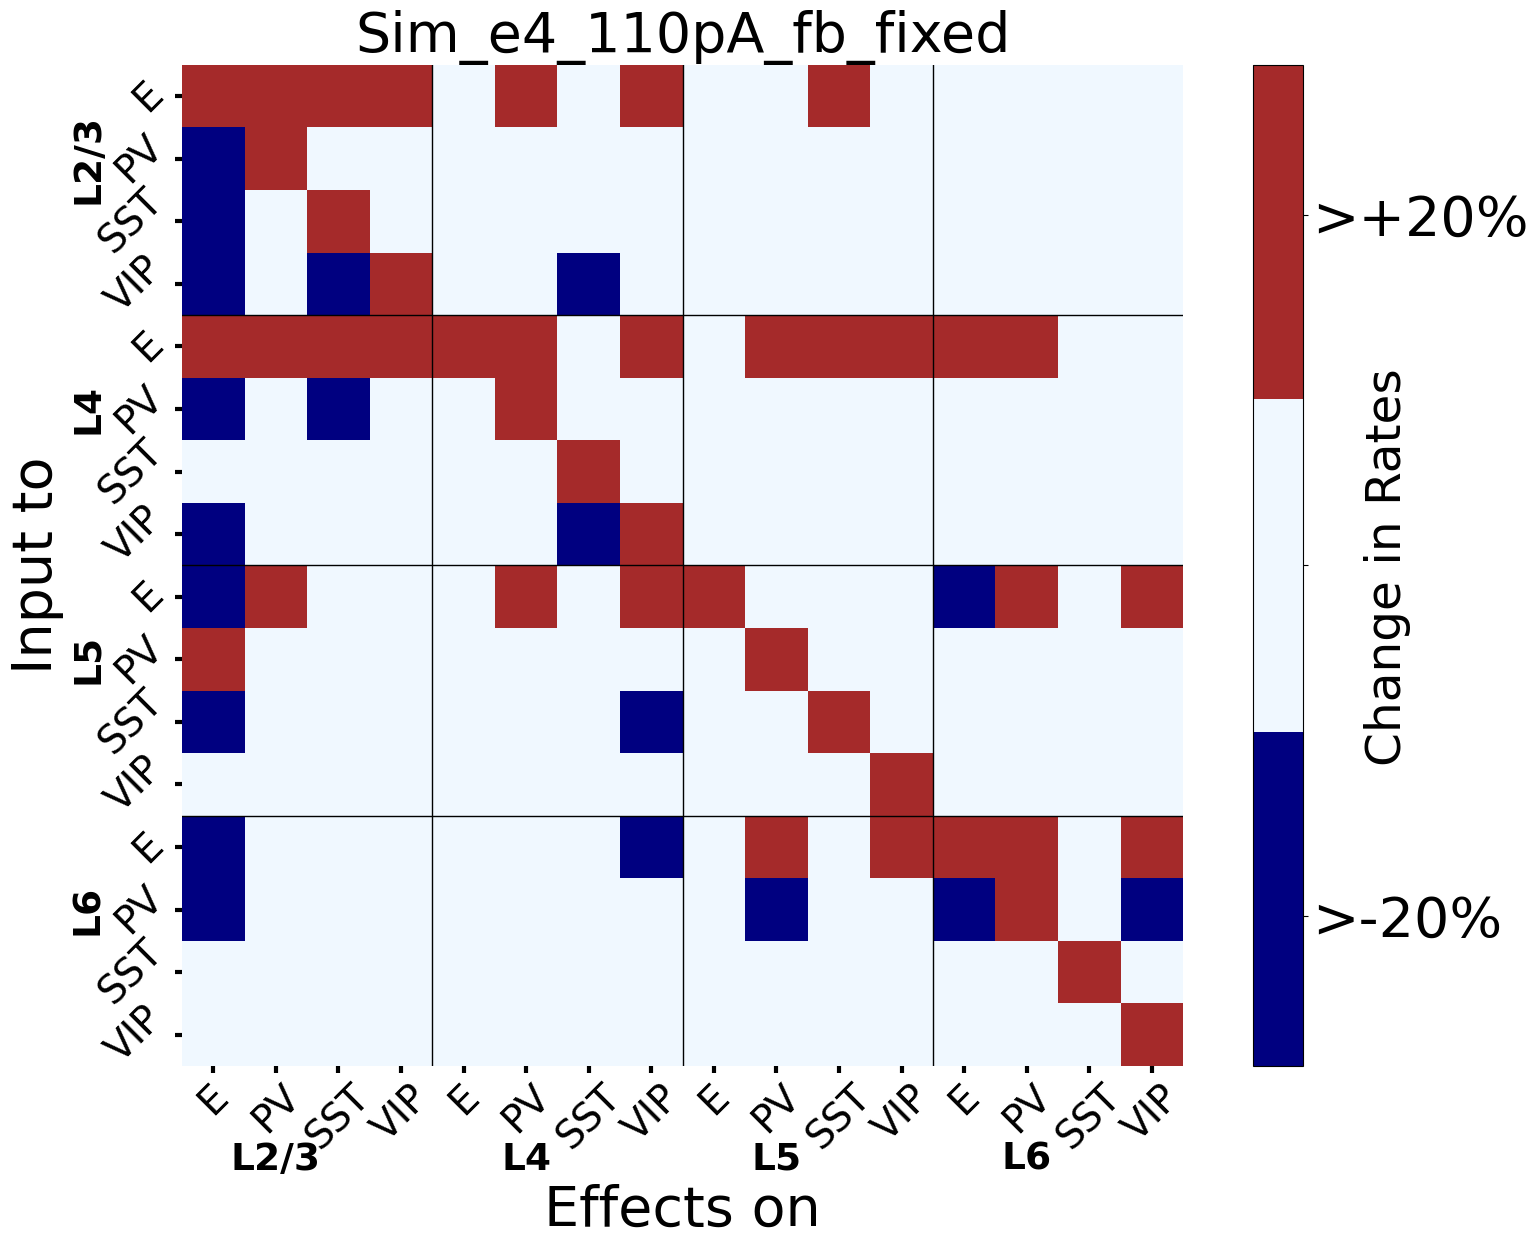 Sim_e4_110pA_fb_fixed
Input to
L2/3
E
PV
SST
VIP
L4
E
PV
SST
VIP
L5
E
PV
SST
VIP
L6
E
PV
SST
VIP
E PV SST VIP E PV SST VIP E PV SST VIP E PV SST VIP
L2/3 L4 L5 L6
Effects on
>+20%
>-20%
Change in Rates